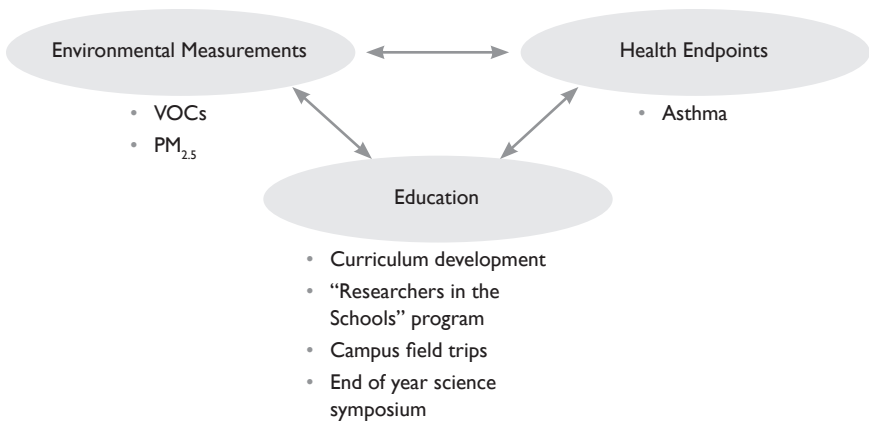 Environmental Measurements
• VOCs
• PM2.5
Health Endpoints
• Asthma
Education
• Curriculum development
• “Researchers in the
Schools” program
• Campus field trips
• End of year science
symposium